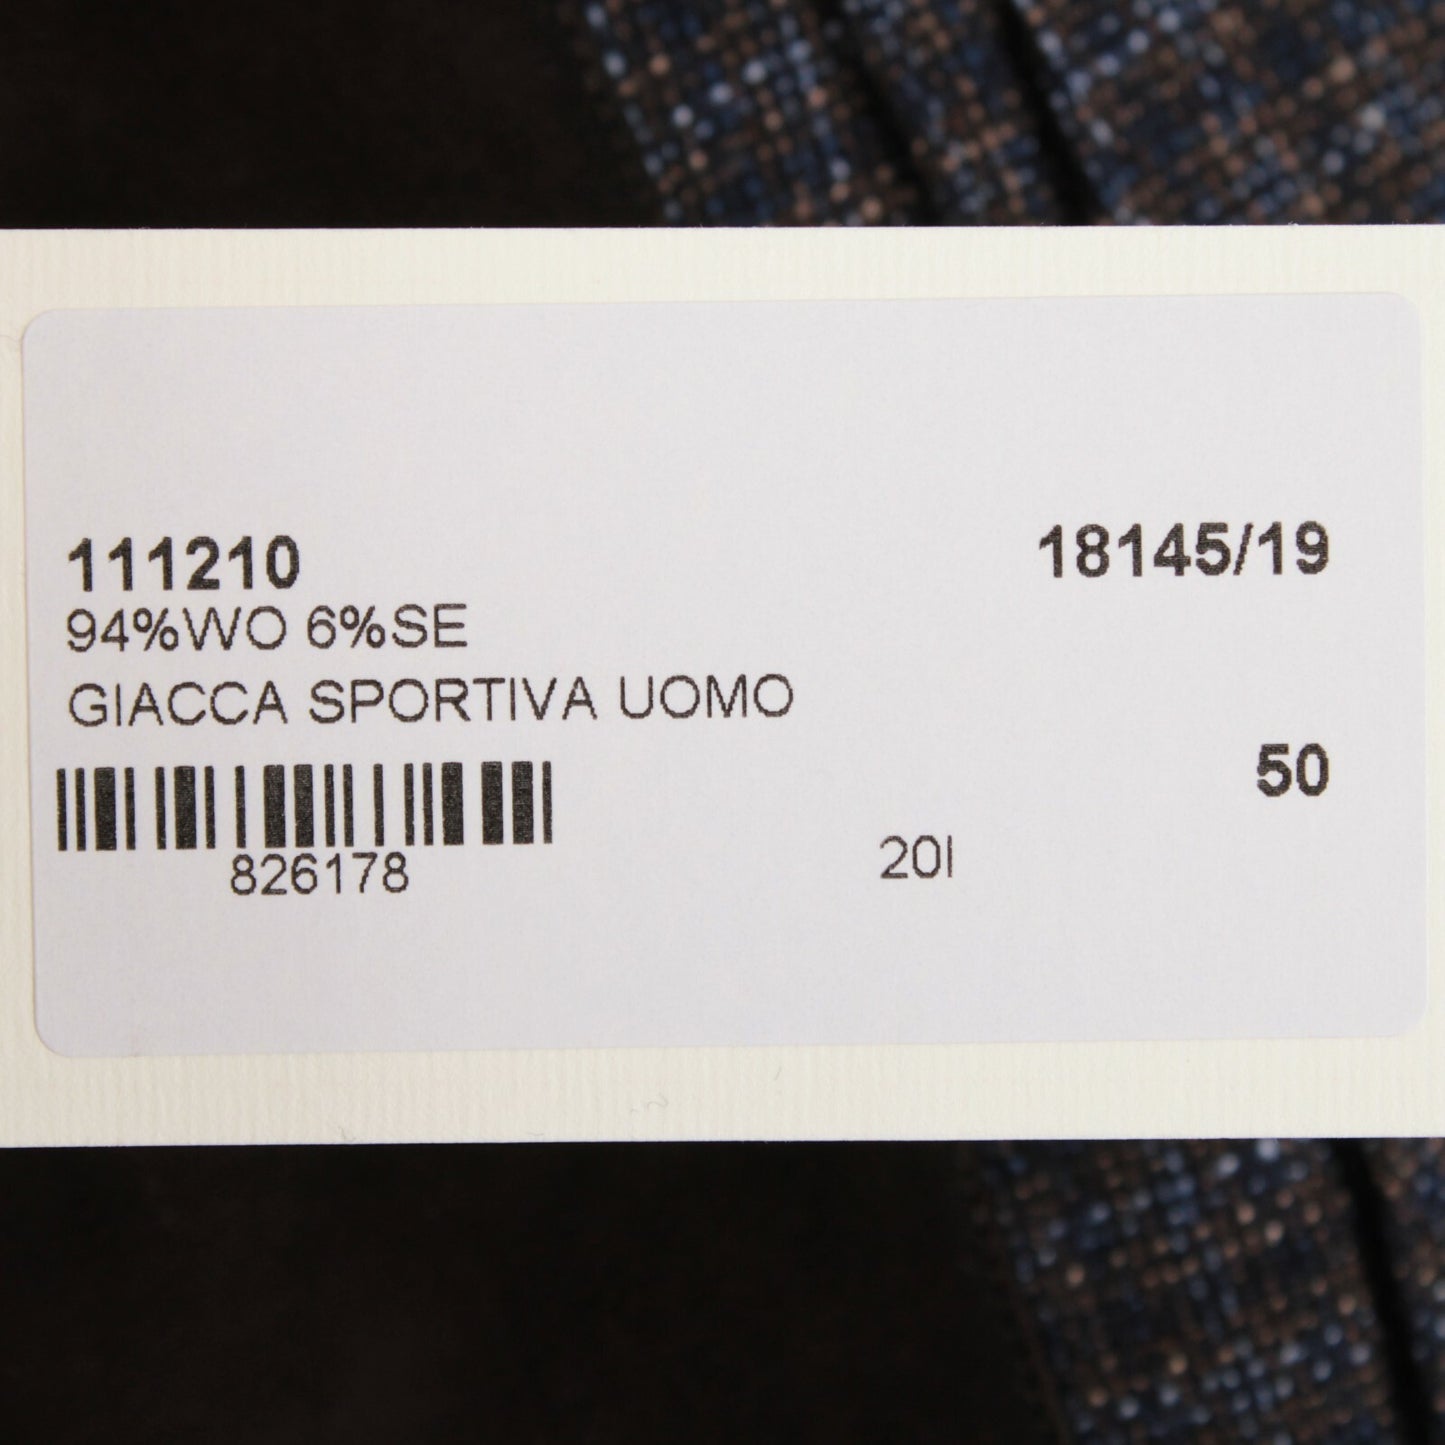 111210 18145/19
94%WO 6%SE
GIACCA SPORTIVA UOMO
50
826178 20I